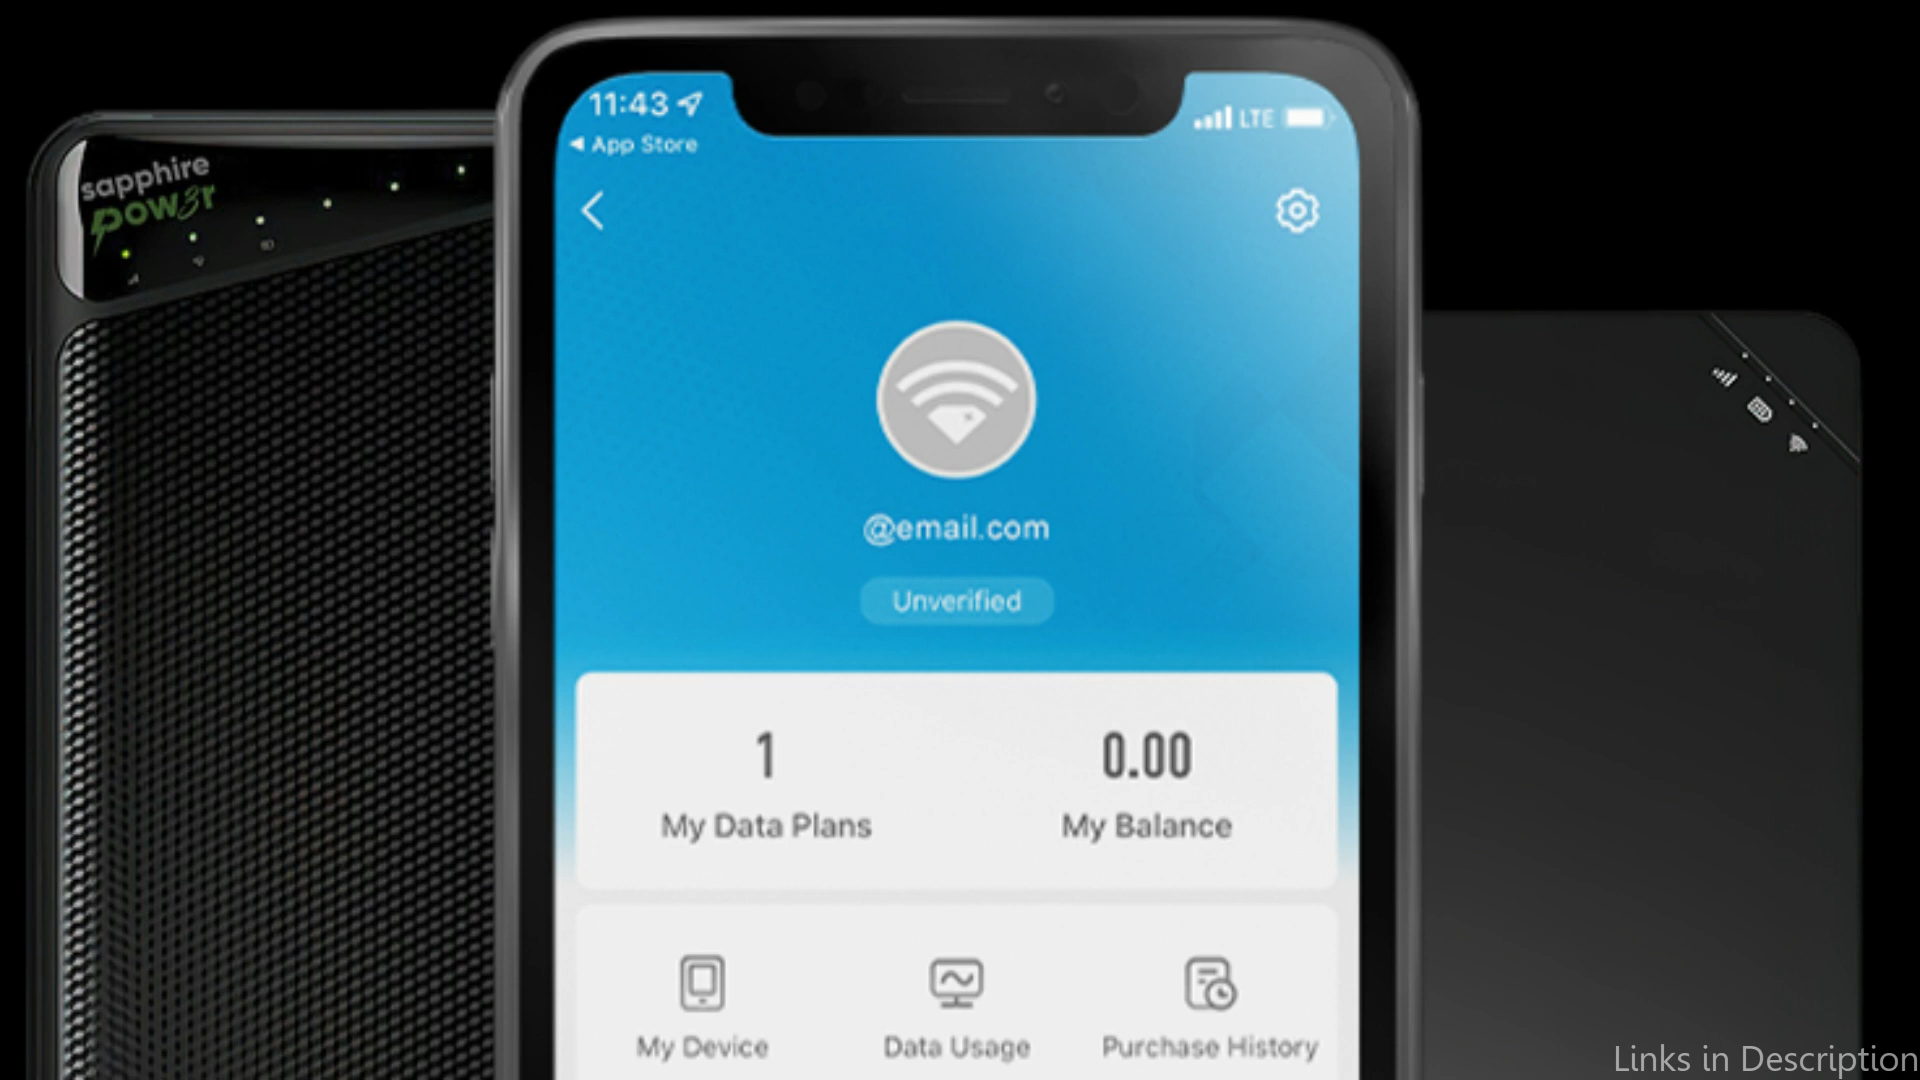 sapphire
pow3r
11:43
App Store
LTE
@email.com
Unverified
1
My Data Plans
0.00
My Balance
My Device
Data Usage
Purchase History
Links in Description